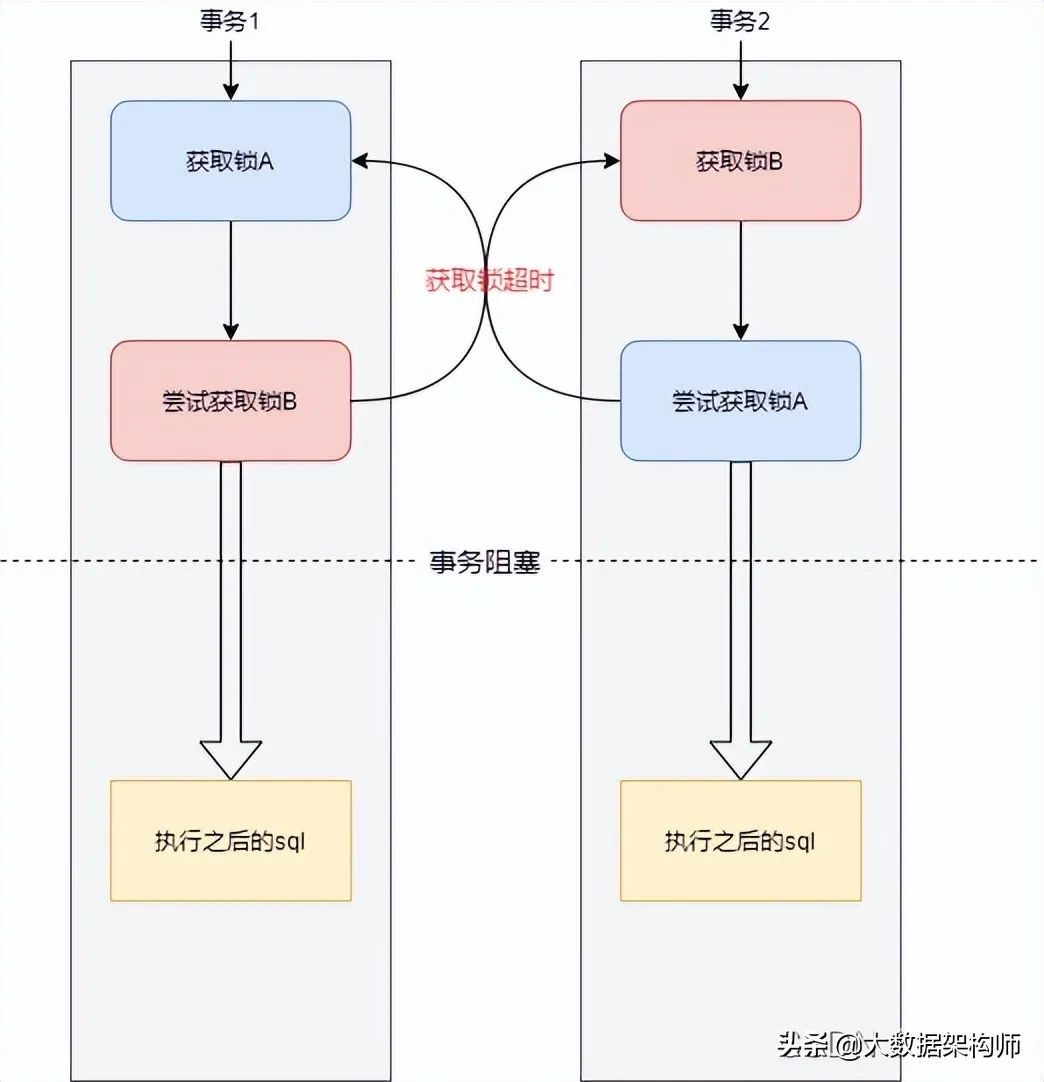 事务1
事务2
获取锁A
获取锁B
获取锁超时
尝试获取锁B
尝试获取锁A
事务阻塞
执行之后的sql
执行之后的sql
头条@大数据架构师